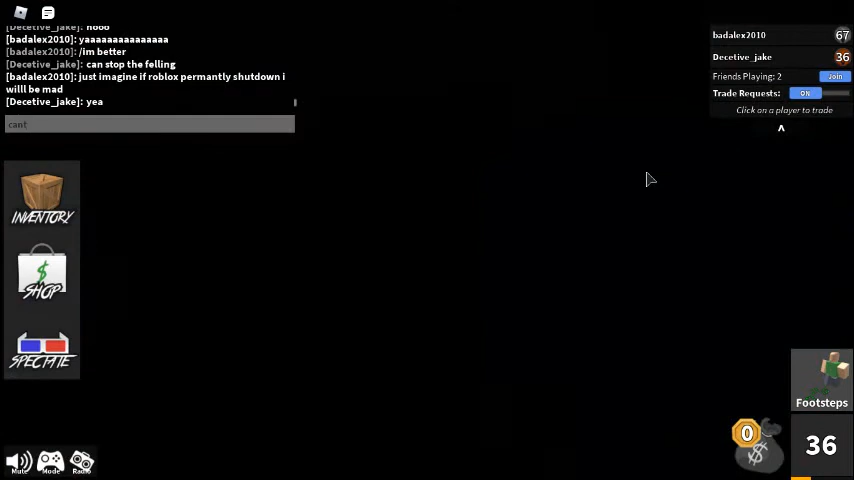 [Decetive_jake]: nooo
[badalex2010]: yaaaaaaaaaaaaaaa
[badalex2010]: /im better
[Decetive_jake]: can stop the felling
[badalex2010]: just imagine if roblox permantly shutdown i
willl be mad
[Decetive_jake]: yea
cant
badalex2010 67
Decetive_jake 36
Friends Playing: 2 Join
Trade Requests: ON
Click on a player to trade
INVENTORY
$
SHOP
SPECTATE
Footsteps
0
$
36
Mute Mode Radio